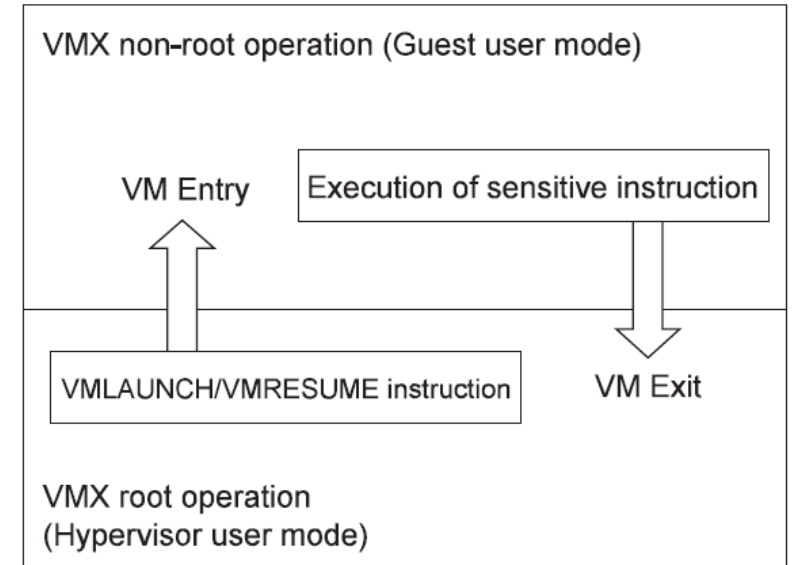 VMX non-root operation (Guest user mode)
VM Entry
Execution of sensitive instruction
VMLAUNCH/VMRESUME instruction
VM Exit
VMX root operation
(Hypervisor user mode)